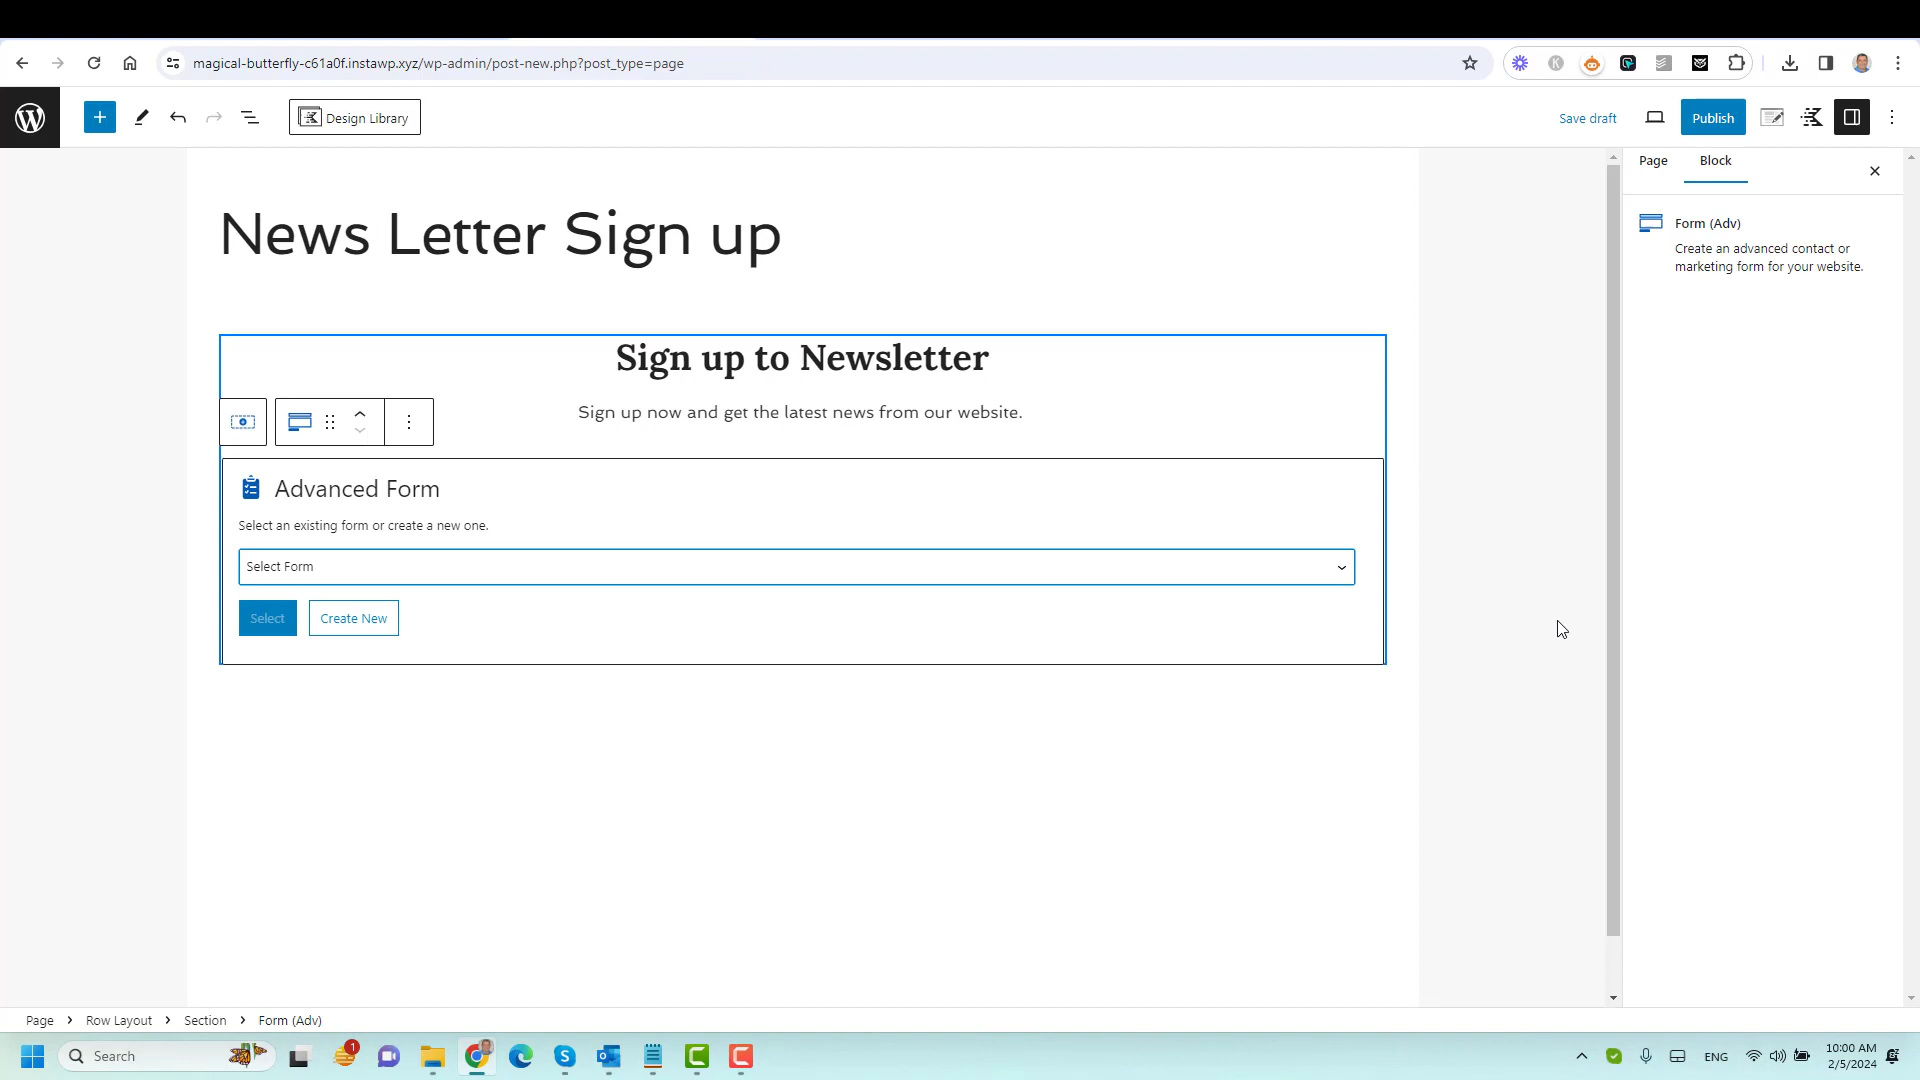 magical-butterfly-c61a0f.instawp.xyz/wp-admin/post-new.php?post_type=page
Design Library
Save draft
Publish
Page
Block
Form (Adv)
Create an advanced contact or
marketing form for your website.
News Letter Sign up
Sign up to Newsletter
Sign up now and get the latest news from our website.
Advanced Form
Select an existing form or create a new one.
Select Form
Select
Create New
Page
Row Layout
Section
Form (Adv)
Search
1
ENG
10:00 AM
2/5/2024